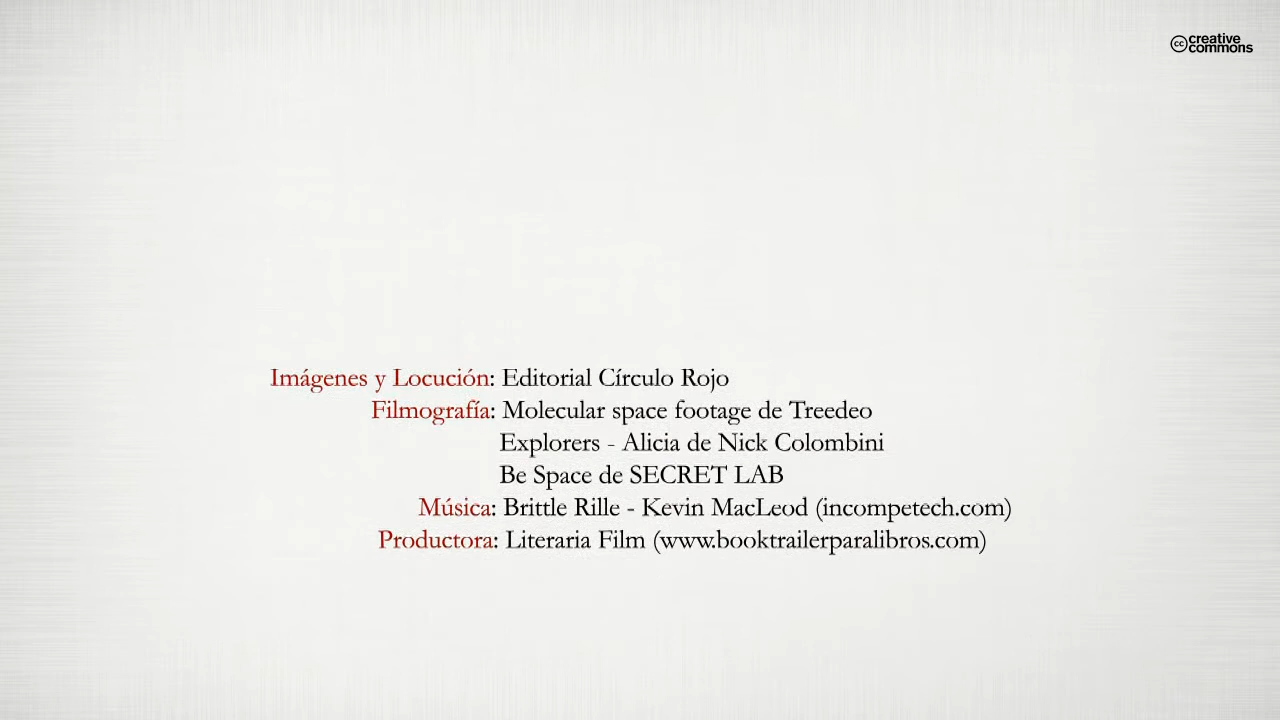 cc creative
commons
Imágenes y Locución: Editorial Círculo Rojo
Filmografía: Molecular space footage de Treedeo
Explorers - Alicia de Nick Colombini
Be Space de SECRET LAB
Música: Brittle Rille - Kevin MacLeod (incompetech.com)
Productora: Literaria Film (www.booktrailerparalibros.com)